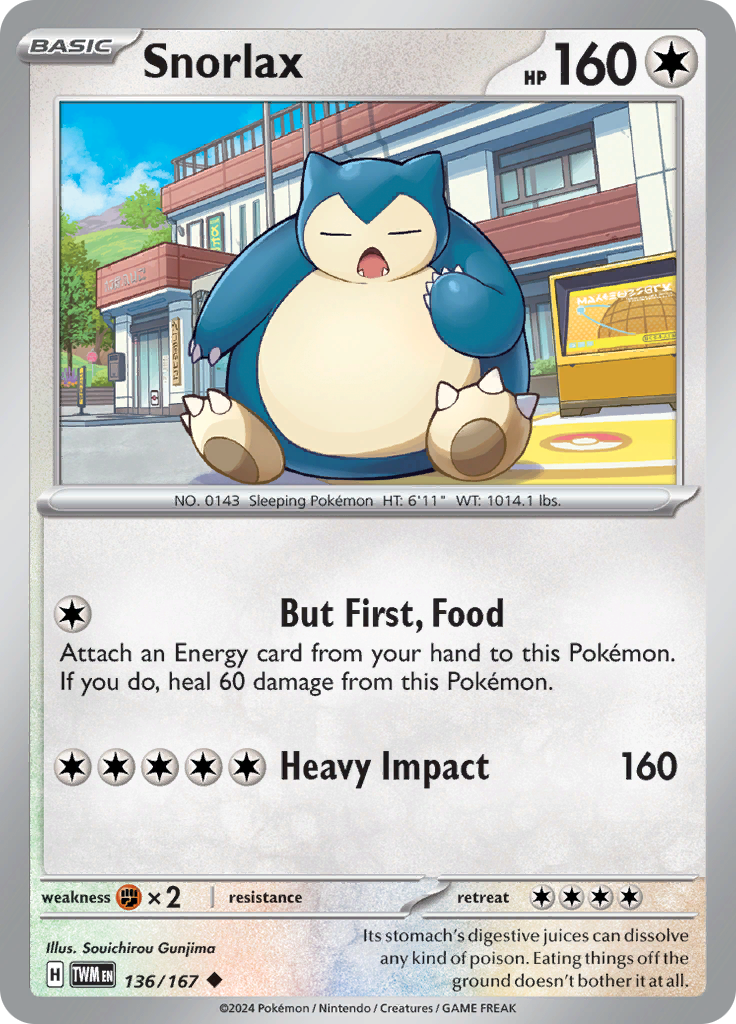 BASIC
Snorlax
HP 160
NO. 0143 Sleeping Pokémon HT: 6'11" WT: 1014.1 lbs.
But First, Food
Attach an Energy card from your hand to this Pokémon.
If you do, heal 60 damage from this Pokémon.
Heavy Impact 160
weakness ×2 resistance retreat
Illus. Souichirou Gunjima
Its stomach's digestive juices can dissolve
any kind of poison. Eating things off the
ground doesn't bother it at all.
H TWM EN 136/167
©2024 Pokémon / Nintendo / Creatures / GAME FREAK